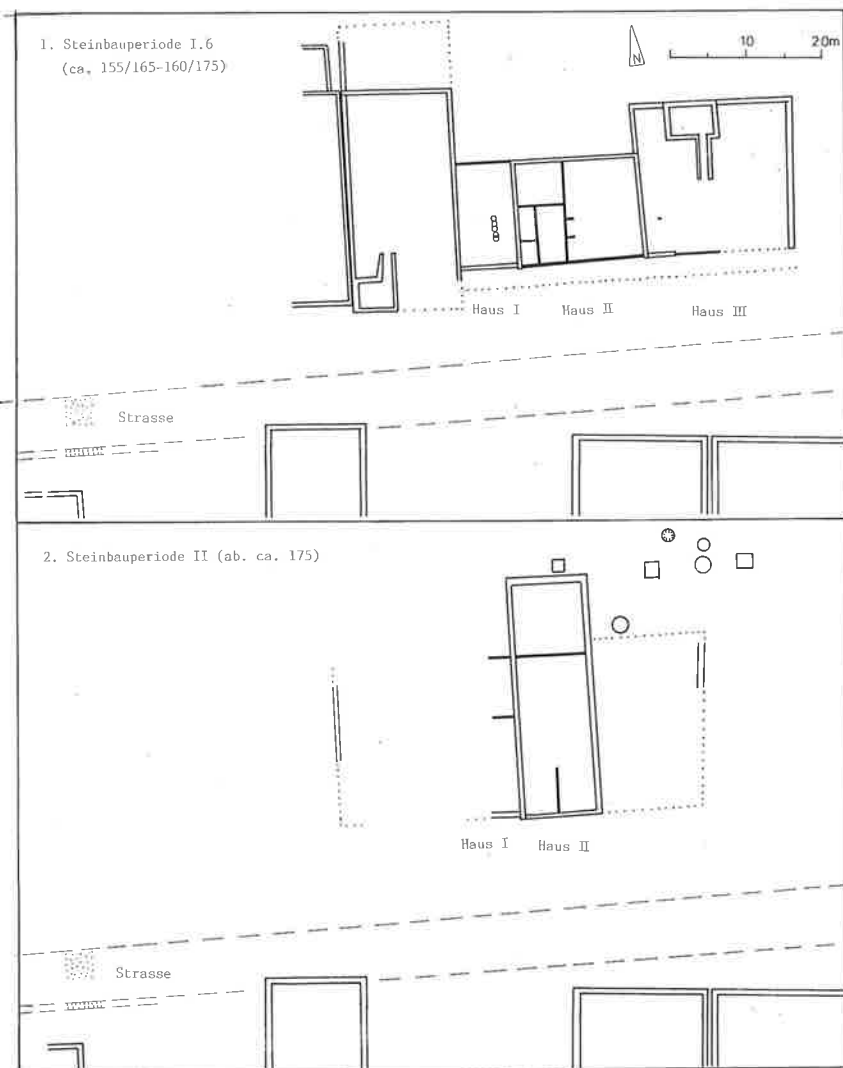 1. Steinbauperiode I.6
(ca. 155/165-160/175)
N
10 20m
Haus I Haus II Haus III
Strasse
2. Steinbauperiode II (ab. ca. 175)
Haus I Haus II
Strasse